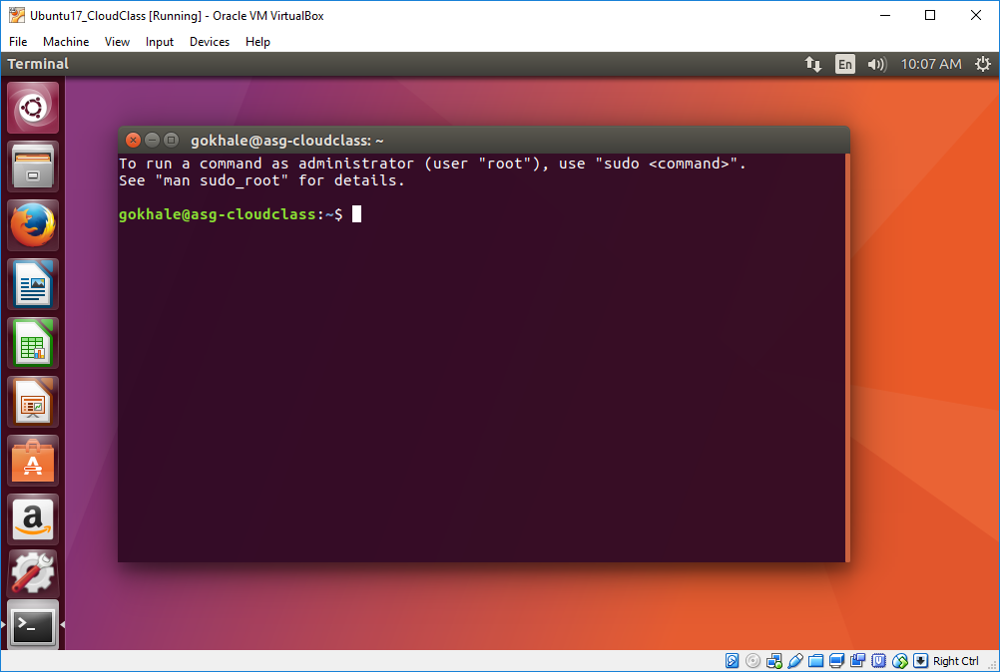 Ubuntu17_CloudClass [Running] - Oracle VM VirtualBox
File Machine View Input Devices Help
Terminal En 10:07 AM
gokhale@asg-cloudclass: ~
To run a command as administrator (user "root"), use "sudo <command>".
See "man sudo_root" for details.
gokhale@asg-cloudclass:~$
A
a
>_
Right Ctrl